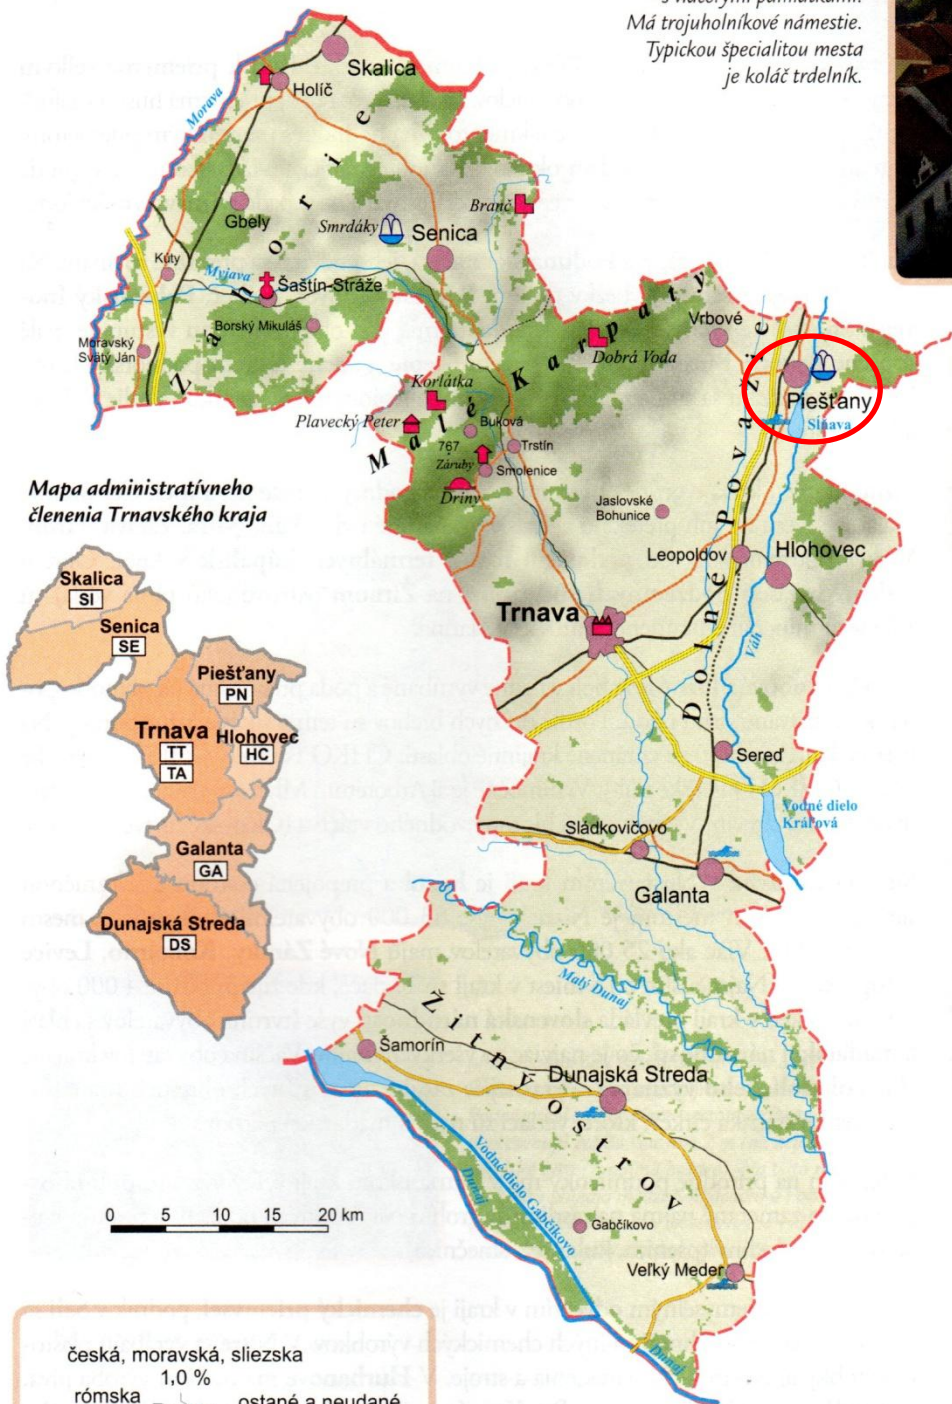 s viacerými pamiatkami.
Má trojuholníkové námestie.
Typickou špecialitou mesta
je koláč trdelník.
Skalica
Holíč
Morava
Záhorie
Gbely
Smrdáky
Senica
Branč
Kúty
Myjava
Šaštín-Stráže
Borský Mikuláš
Moravský
Svätý Ján
Malé Karpaty
Vrbové
Dobrá Voda
Piešťany
Sĺňava
Korlátka
Plavecký Peter
Buková
767
Záruby
Trstín
Smolenice
Driny
Jaslovské
Bohunice
Dolné Považie
Leopoldov
Hlohovec
Trnava
Váh
Sereď
Vodné dielo
Kráľová
Sládkovičovo
Galanta
Malý Dunaj
Žitný ostrov
Šamorín
Dunajská Streda
Vodné dielo Gabčíkovo
Dunaj
Gabčíkovo
Veľký Meder
Dunaj
Mapa administratívneho
členenia Trnavského kraja
Skalica
SI
Senica
SE
Piešťany
PN
Trnava
TT
TA
Hlohovec
HC
Galanta
GA
Dunajská Streda
DS
0 5 10 15 20 km
česká, moravská, sliezska
1,0 %
rómska
ostané a neudané